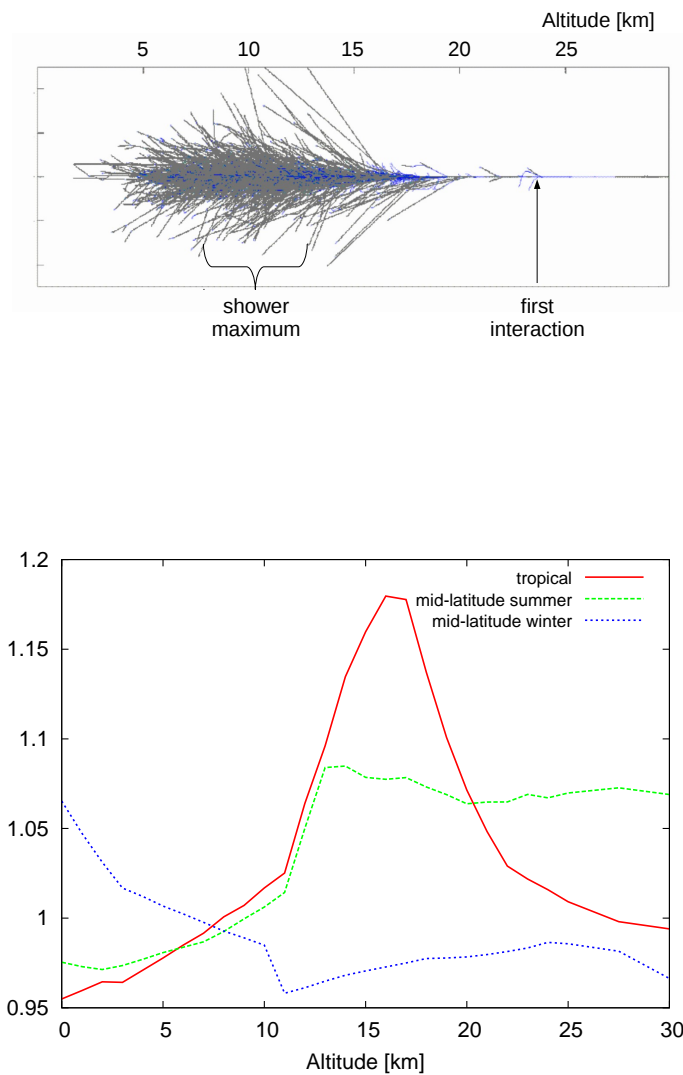 Altitude [km]
5 10 15 20 25
shower
maximum
first
interaction
1.2
1.15
1.1
1.05
1
0.95
tropical
mid-latitude summer
mid-latitude winter
0 5 10 15 20 25 30
Altitude [km]